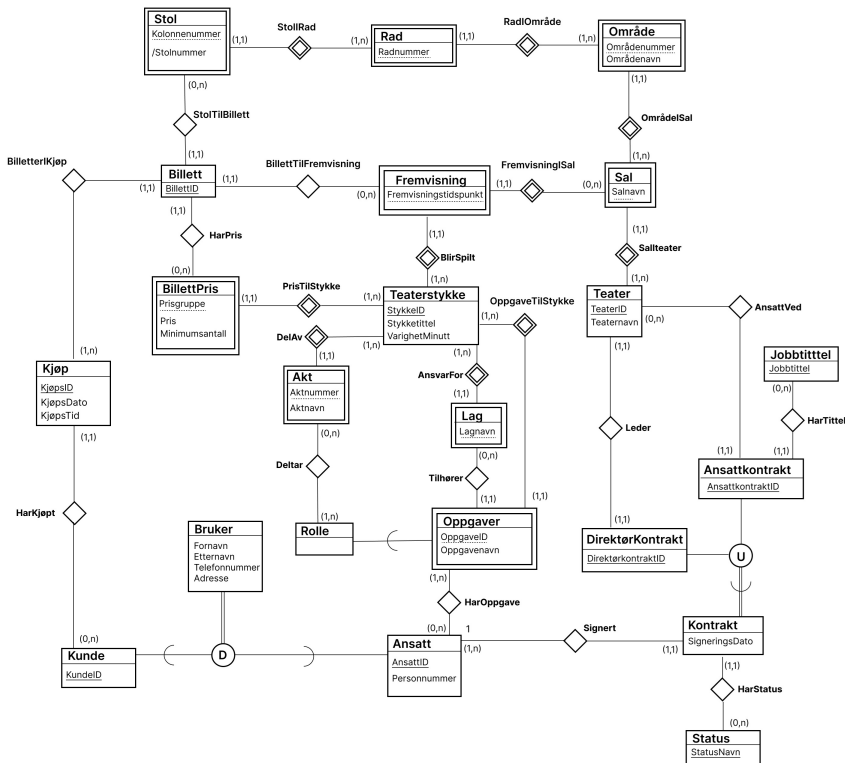 Stol
Kolonnenummer
/Stolnummer
(1,1)
StolIRad
(1,n)
Rad
Radnummer
(1,1)
RadIOmråde
(1,n)
Område
Områdenummer
Områdenavn
(0,n)
StolTilBillett
(1,1)
(1,1)
OmrådeISal
(1,n)
BilletterIKjøp
(1,1)
Billett
BillettID
(1,1)
BillettTilFremvisning
(0,n)
Fremvisning
Fremvisningstidspunkt
(1,1)
FremvisningISal
(0,n)
Sal
Salnavn
(1,1)
HarPris
(0,n)
(1,1)
BlirSpilt
(1,n)
(1,1)
SalIteater
(1,n)
BillettPris
Prisgruppe
Pris
Minimumsantall
(1,1)
PrisTilStykke
(1,n)
Teaterstykke
StykkeID
Stykketittel
VarighetMinutt
(1,n)
OppgaveTilStykke
Teater
TeaterID
Teaternavn
(0,n)
AnsattVed
DelAv
(1,n)
(1,1)
(1,n)
(1,1)
(1,n)
Kjøp
KjøpsID
KjøpsDato
KjøpsTid
(1,1)
Akt
Aktnummer
Aktnavn
(0,n)
AnsvarFor
(1,1)
Lag
Lagnavn
(0,n)
Jobbtitttel
Jobbtittel
(0,n)
HarTittel
(1,1)
(1,1)
Leder
Deltar
(1,n)
Tilhører
(1,1)
(1,1)
Ansattkontrakt
AnsattkontraktID
HarKjøpt
Bruker
Fornavn
Etternavn
Telefonnummer
Adresse
Rolle
Oppgaver
OppgaveID
Oppgavenavn
(1,1)
DirektørKontrakt
DirektørkontraktID
U
(1,n)
HarOppgave
(0,n)
1
(0,n)
Kunde
KundeID
D
Ansatt
AnsattID
Personnummer
(1,n)
Signert
(1,1)
Kontrakt
SigneringsDato
(1,1)
HarStatus
(0,n)
Status
StatusNavn